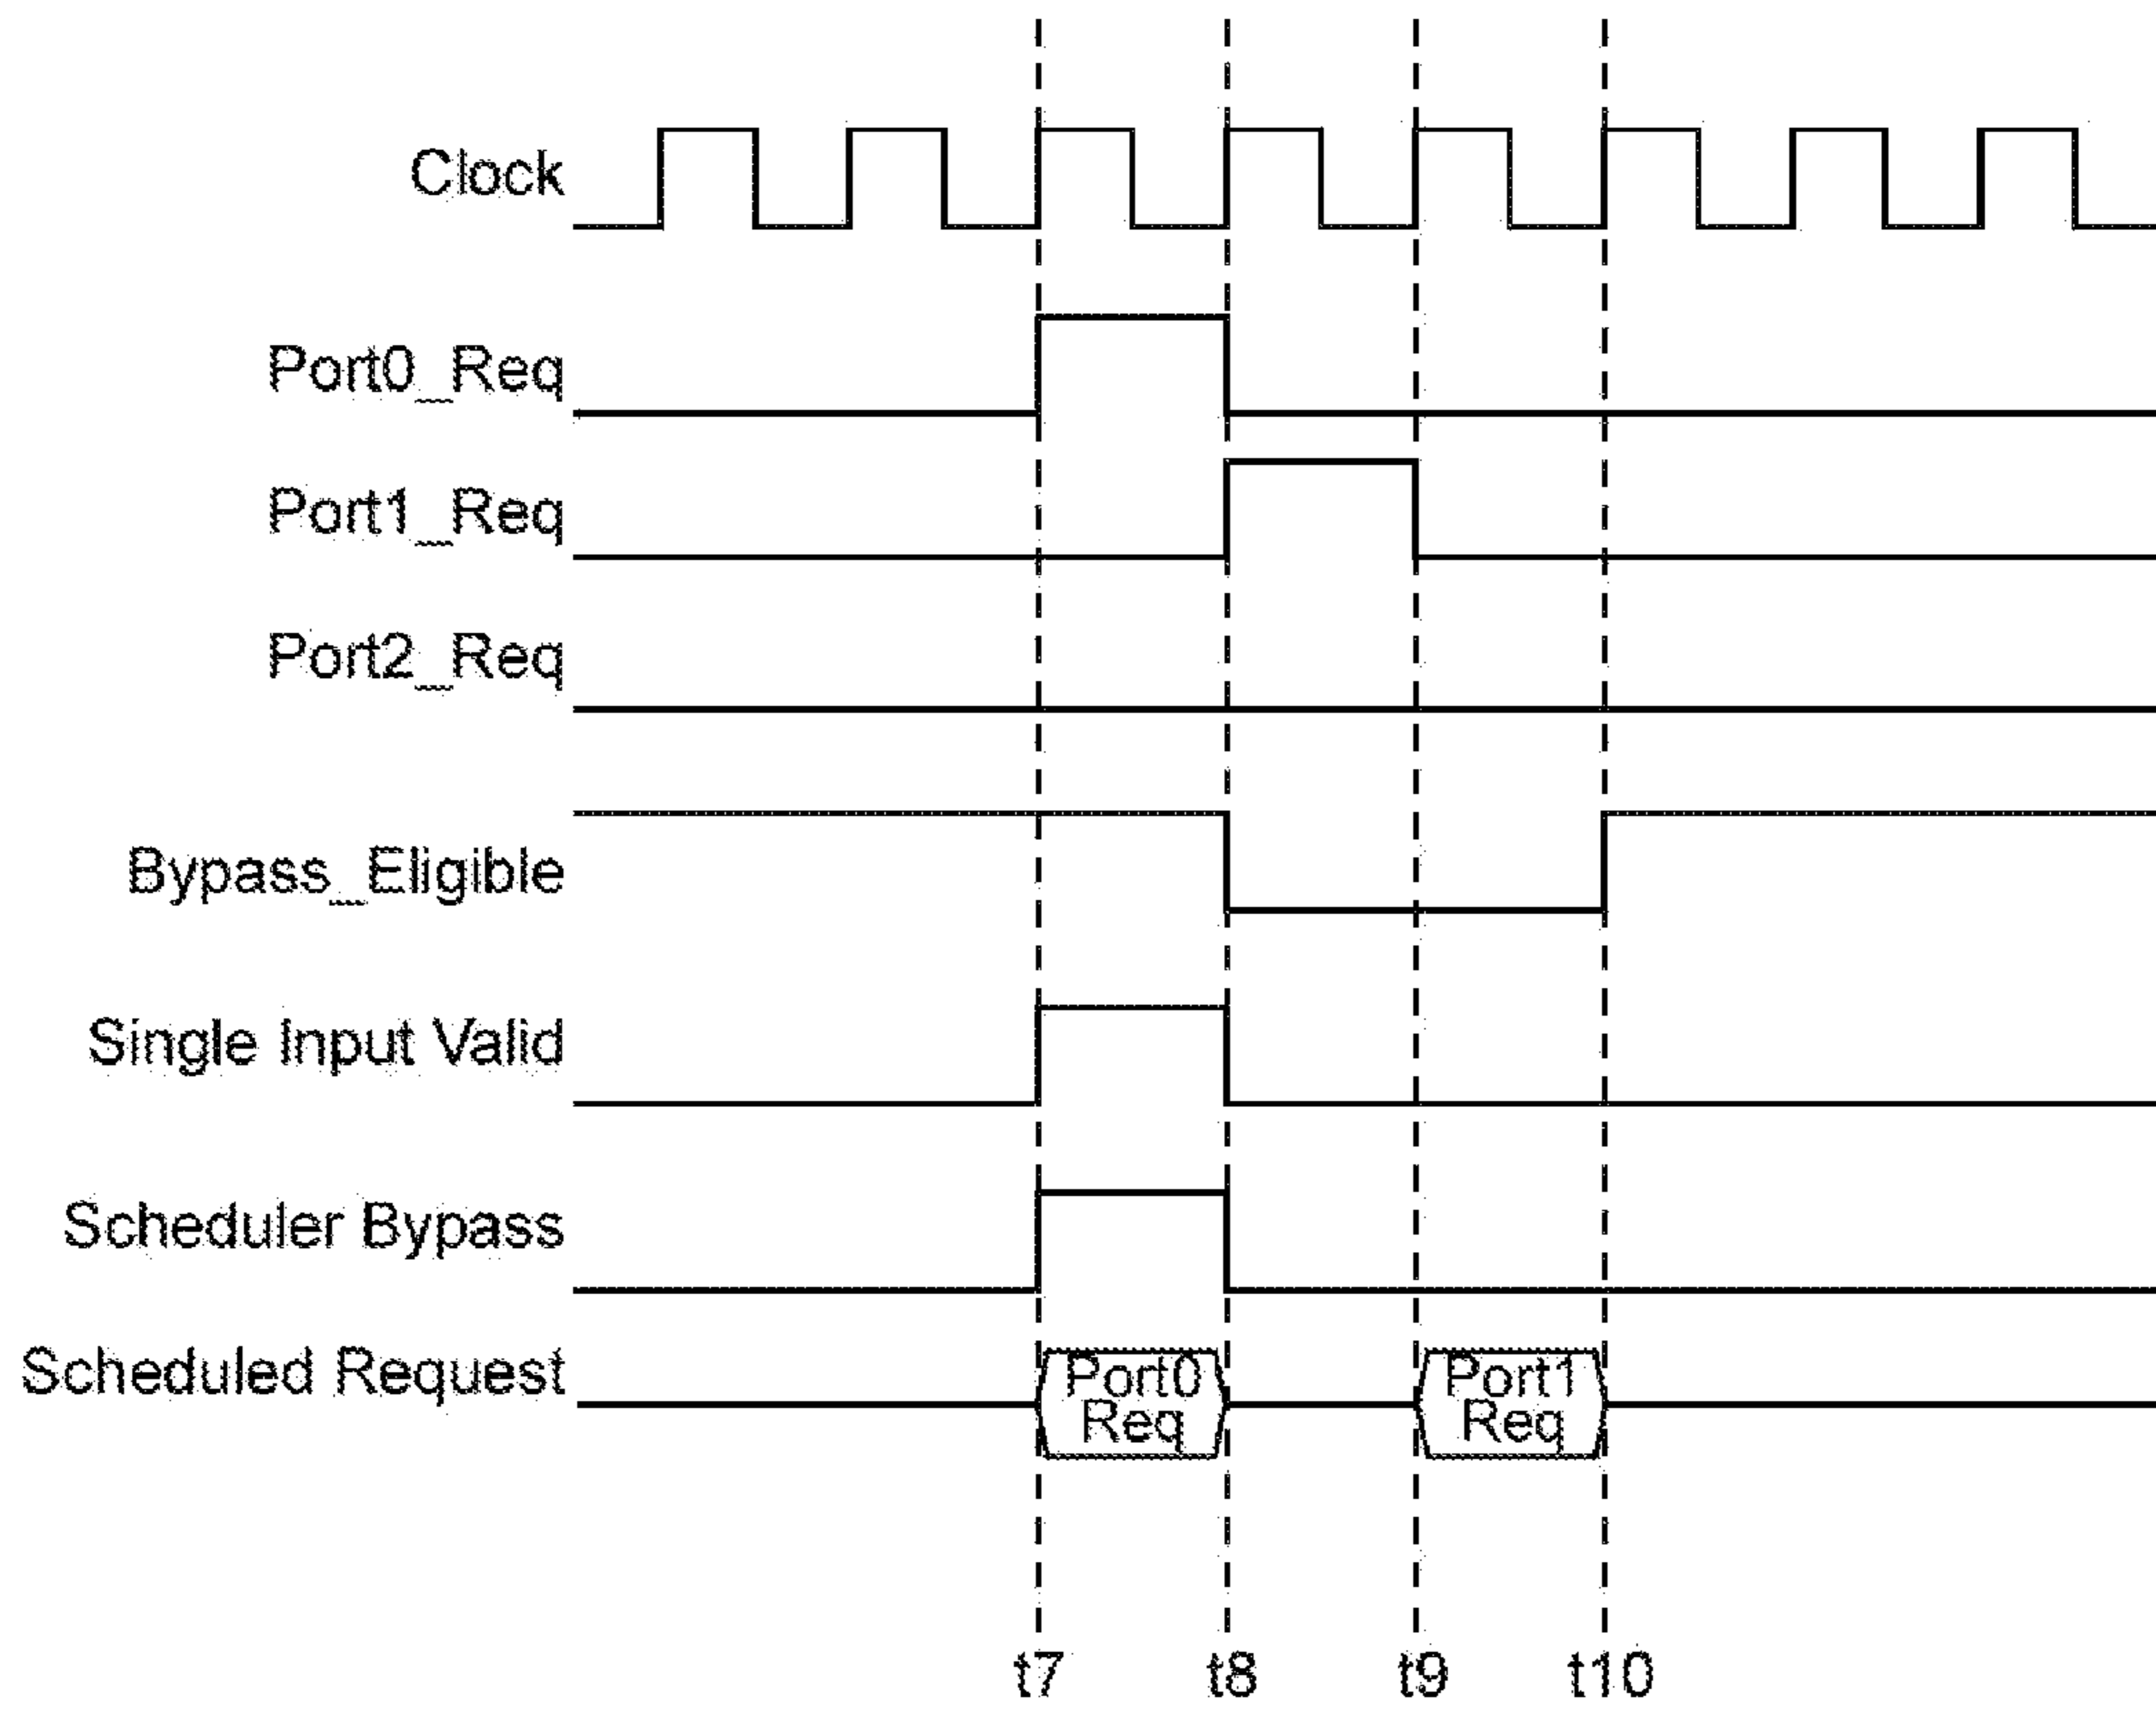 Clock
Port0_Req
Port1_Req
Port2_Req
Bypass_Eligible
Single Input Valid
Scheduler Bypass
Scheduled Request
Port0
Req
Port1
Req
t7 t8 t9 t10